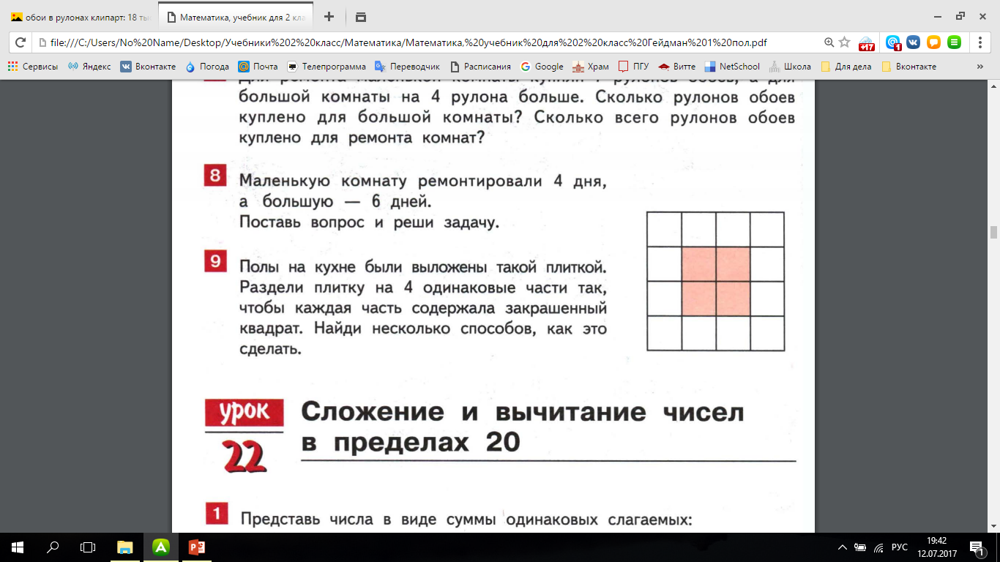 обои в рулонах клипарт: 18 ты
Математика, учебник для 2 кла
file:///C:/Users/No%20Name/Desktop/Учебники%202%20класс/Математика/Математика,%20учебник%20для%202%20класс%20Гейдман%201%20пол.pdf
+17
1
Сервисы Яндекс Вконтакте Погода Почта Телепрограмма Переводчик Расписания Google Храм ПГУ Витте NetSchool Школа Для дела Вконтакте »
большой комнаты на 4 рулона больше. Сколько рулонов обоев
куплено для большой комнаты? Сколько всего рулонов обоев
куплено для ремонта комнат?
8 Маленькую комнату ремонтировали 4 дня,
а большую — 6 дней.
Поставь вопрос и реши задачу.
9 Полы на кухне были выложены такой плиткой.
Раздели плитку на 4 одинаковые части так,
чтобы каждая часть содержала закрашенный
квадрат. Найди несколько способов, как это
сделать.
урок
22
Сложение и вычитание чисел
в пределах 20
1 Представь числа в виде суммы одинаковых слагаемых:
РУС
19:42
12.07.2017
1